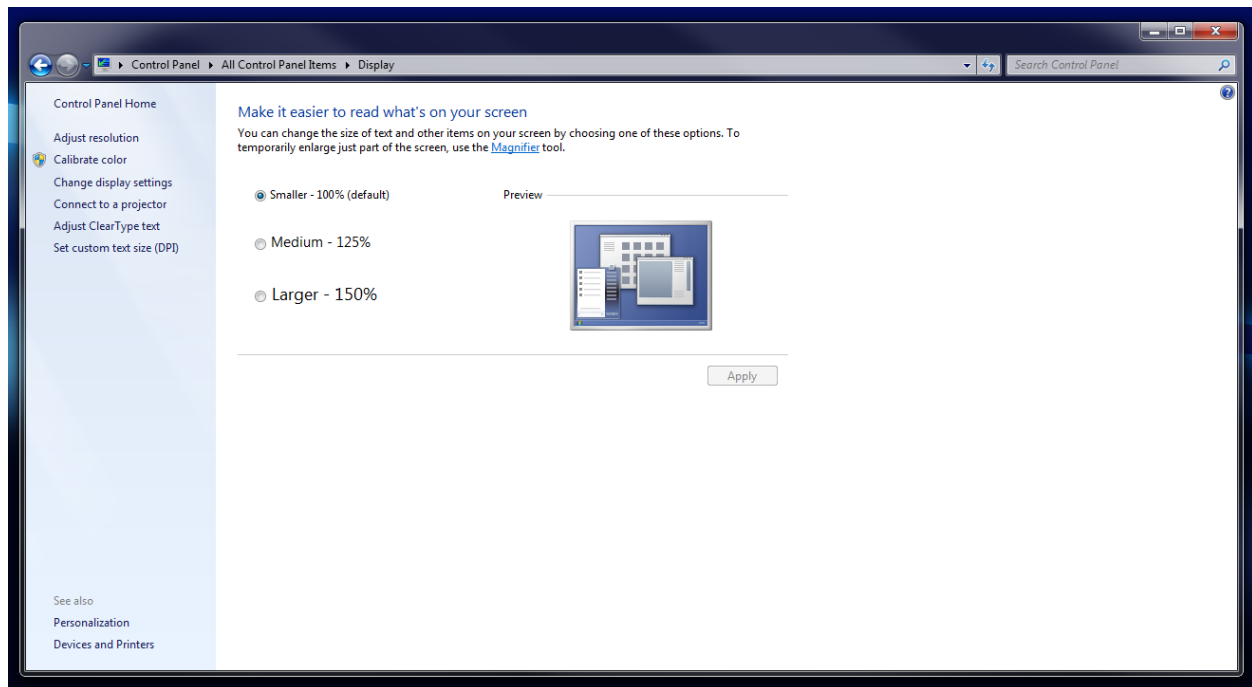 Control Panel ▸ All Control Panel Items ▸ Display
Search Control Panel
Control Panel Home
Adjust resolution
Calibrate color
Change display settings
Connect to a projector
Adjust ClearType text
Set custom text size (DPI)
See also
Personalization
Devices and Printers
Make it easier to read what's on your screen
You can change the size of text and other items on your screen by choosing one of these options. To
temporarily enlarge just part of the screen, use the Magnifier tool.
Smaller - 100% (default)
Preview
Medium - 125%
Larger - 150%
Apply